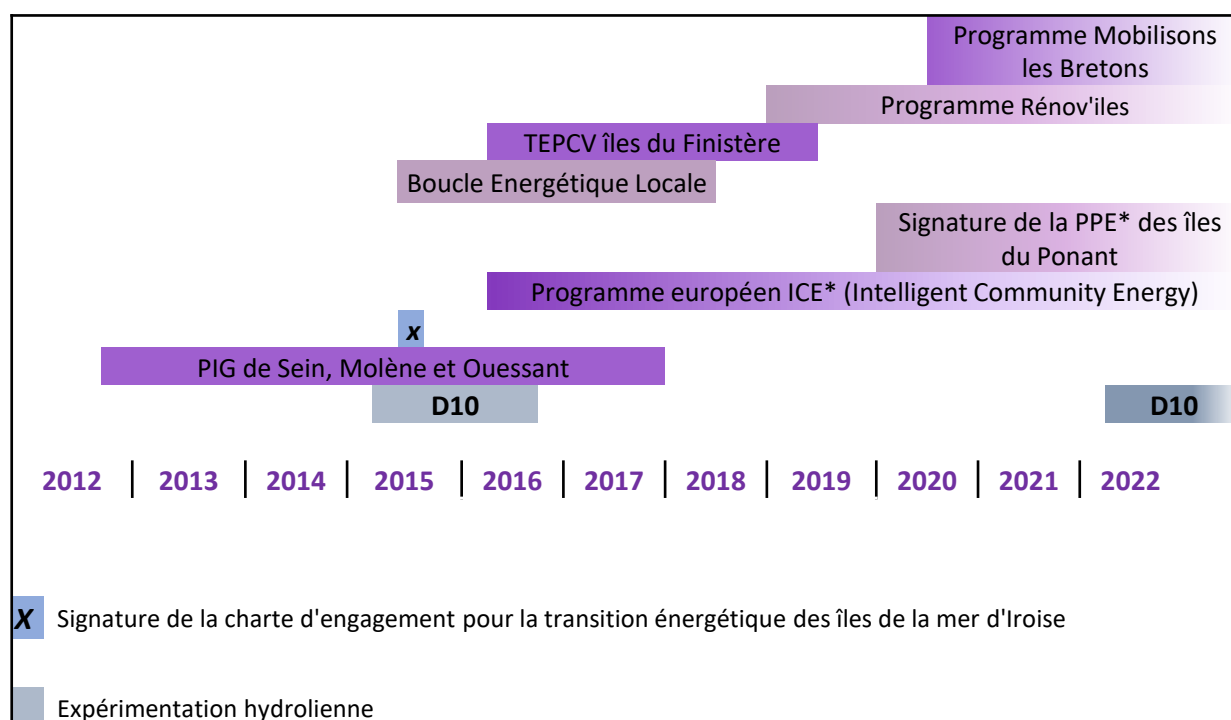 Programme Mobilisons
les Bretons
Programme Rénov'iles
TEPCV îles du Finistère
Boucle Energétique Locale
Signature de la PPE* des îles
du Ponant
Programme européen ICE* (Intelligent Community Energy)
x
PIG de Sein, Molène et Ouessant
D10 D10
2012 2013 2014 2015 2016 2017 2018 2019 2020 2021 2022
X Signature de la charte d'engagement pour la transition énergétique des îles de la mer d'Iroise
Expérimentation hydrolienne